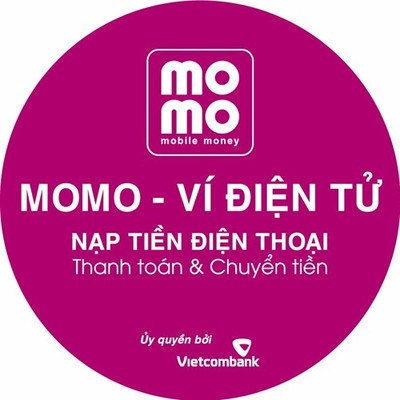 mo
mo
mobile money
MOMO - VÍ ĐIỆN TỬ
NẠP TIỀN ĐIỆN THOẠI
Thanh toán & Chuyển tiền
Ủy quyền bởi
Vietcombank